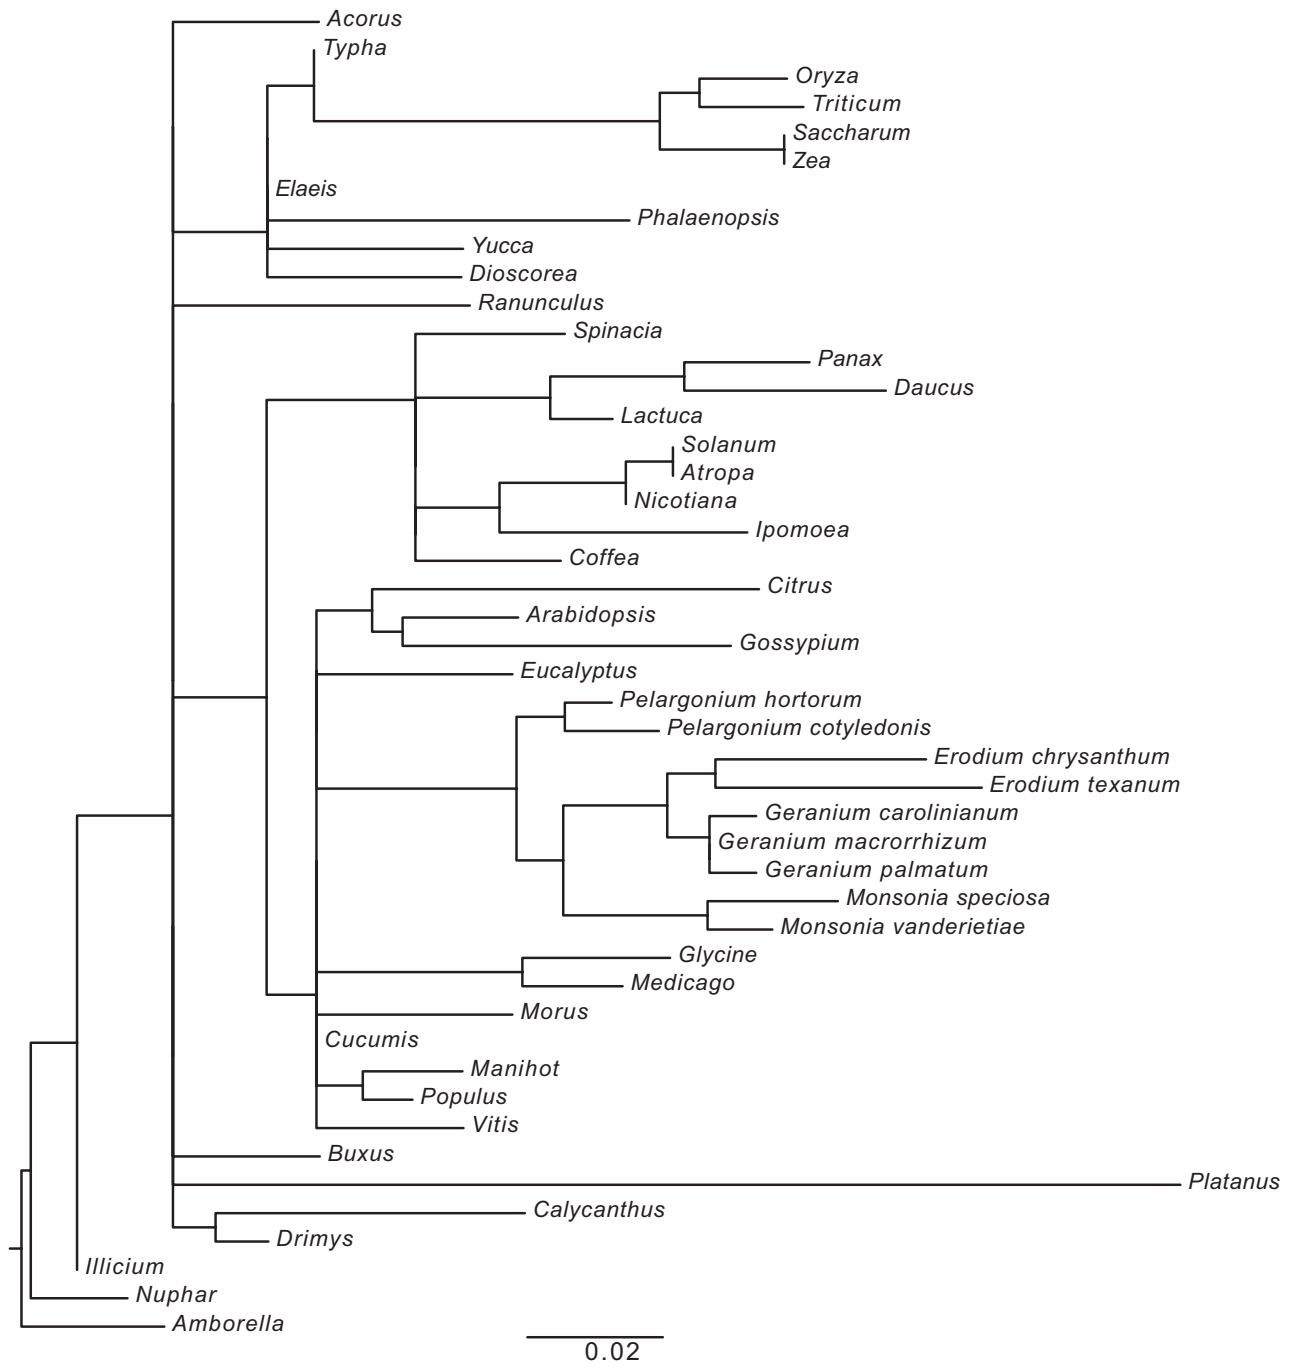 Acorus
Typha
Oryza
Triticum
Saccharum
Zea
Elaeis
Phalaenopsis
Yucca
Dioscorea
Ranunculus
Spinacia
Panax
Daucus
Lactuca
Solanum
Atropa
Nicotiana
Ipomoea
Coffea
Citrus
Arabidopsis
Gossypium
Eucalyptus
Pelargonium hortorum
Pelargonium cotyledonis
Erodium chrysanthum
Erodium texanum
Geranium carolinianum
Geranium macrorrhizum
Geranium palmatum
Monsonia speciosa
Monsonia vanderietiae
Glycine
Medicago
Morus
Cucumis
Manihot
Populus
Vitis
Buxus
Platanus
Calycanthus
Drimys
Illicium
Nuphar
Amborella
0.02